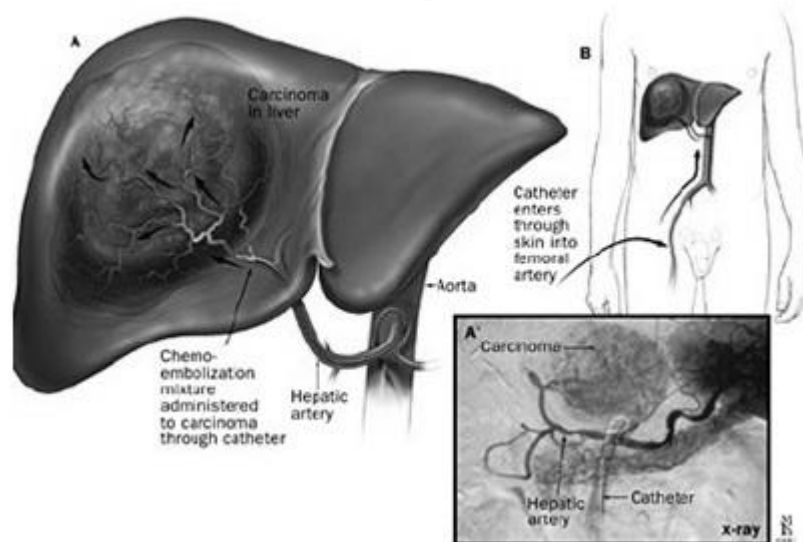 A
Carcinoma
in liver
Aorta
Chemo-
embolization
mixture
administered
to carcinoma
through catheter
Hepatic
artery
B
Catheter
enters
through
skin into
femoral
artery
A'
Carcinoma
Hepatic
artery
Catheter
x-ray